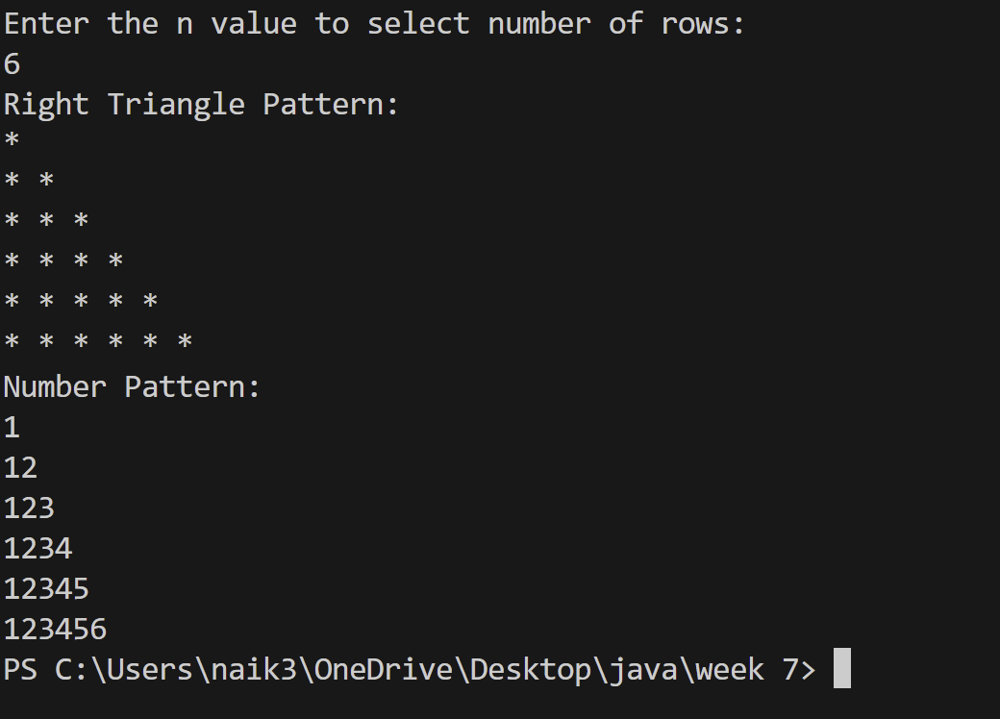 Enter the n value to select number of rows:
6
Right Triangle Pattern:
*
* *
* * *
* * * *
* * * * *
* * * * * *
Number Pattern:
1
12
123
1234
12345
123456
PS C:\Users\naik3\OneDrive\Desktop\java\week 7>